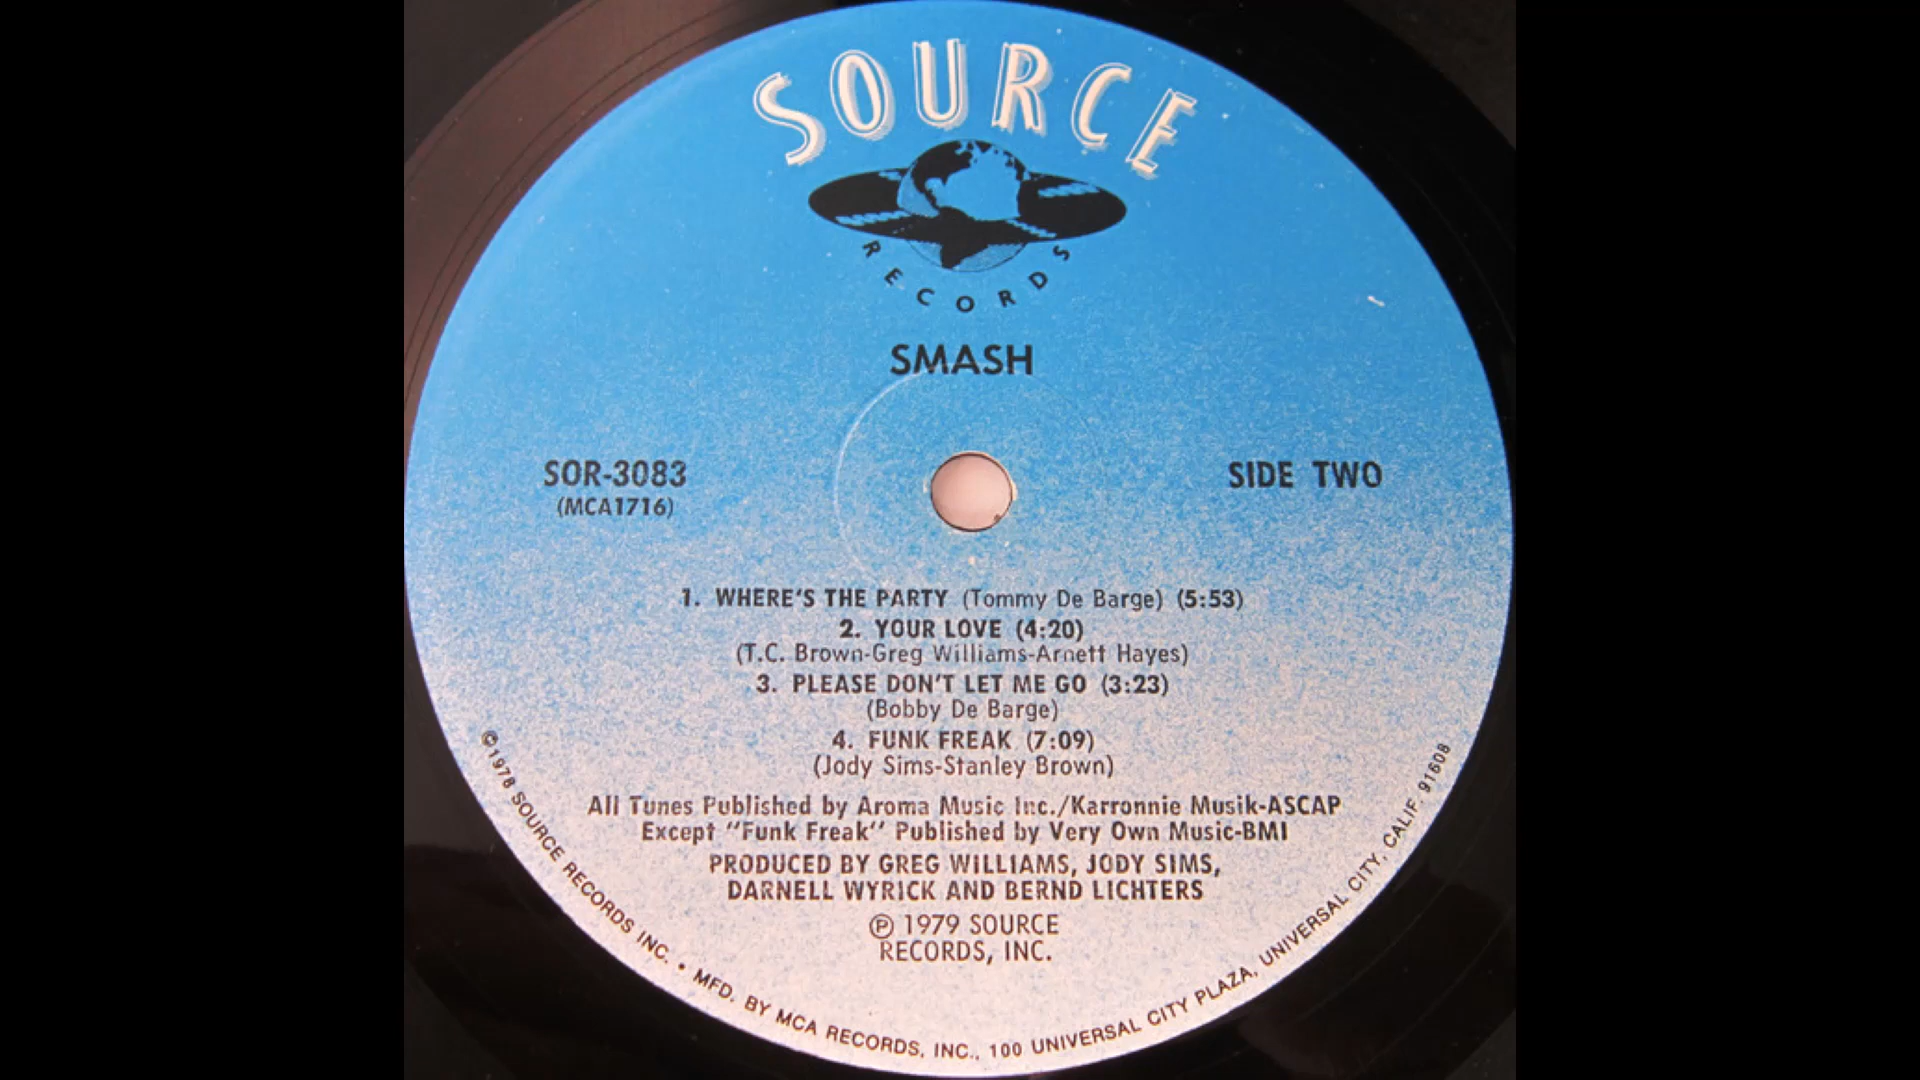 SOURCE
RECORDS
SMASH
SOR-3083
(MCA1716)
SIDE TWO
1. WHERE'S THE PARTY (Tommy De Barge) (5:53)
2. YOUR LOVE (4:20)
(T.C. Brown-Greg Williams-Arnett Hayes)
3. PLEASE DON'T LET ME GO (3:23)
(Bobby De Barge)
4. FUNK FREAK (7:09)
(Jody Sims-Stanley Brown)
All Tunes Published by Aroma Music Inc./Karronnie Musik-ASCAP
Except "Funk Freak" Published by Very Own Music-BMI
PRODUCED BY GREG WILLIAMS, JODY SIMS,
DARNELL WYRICK AND BERND LICHTERS
℗ 1979 SOURCE
RECORDS, INC.
©1978 SOURCE RECORDS INC. • MFD. BY MCA RECORDS, INC., 100 UNIVERSAL CITY PLAZA, UNIVERSAL CITY, CALIF. 91608